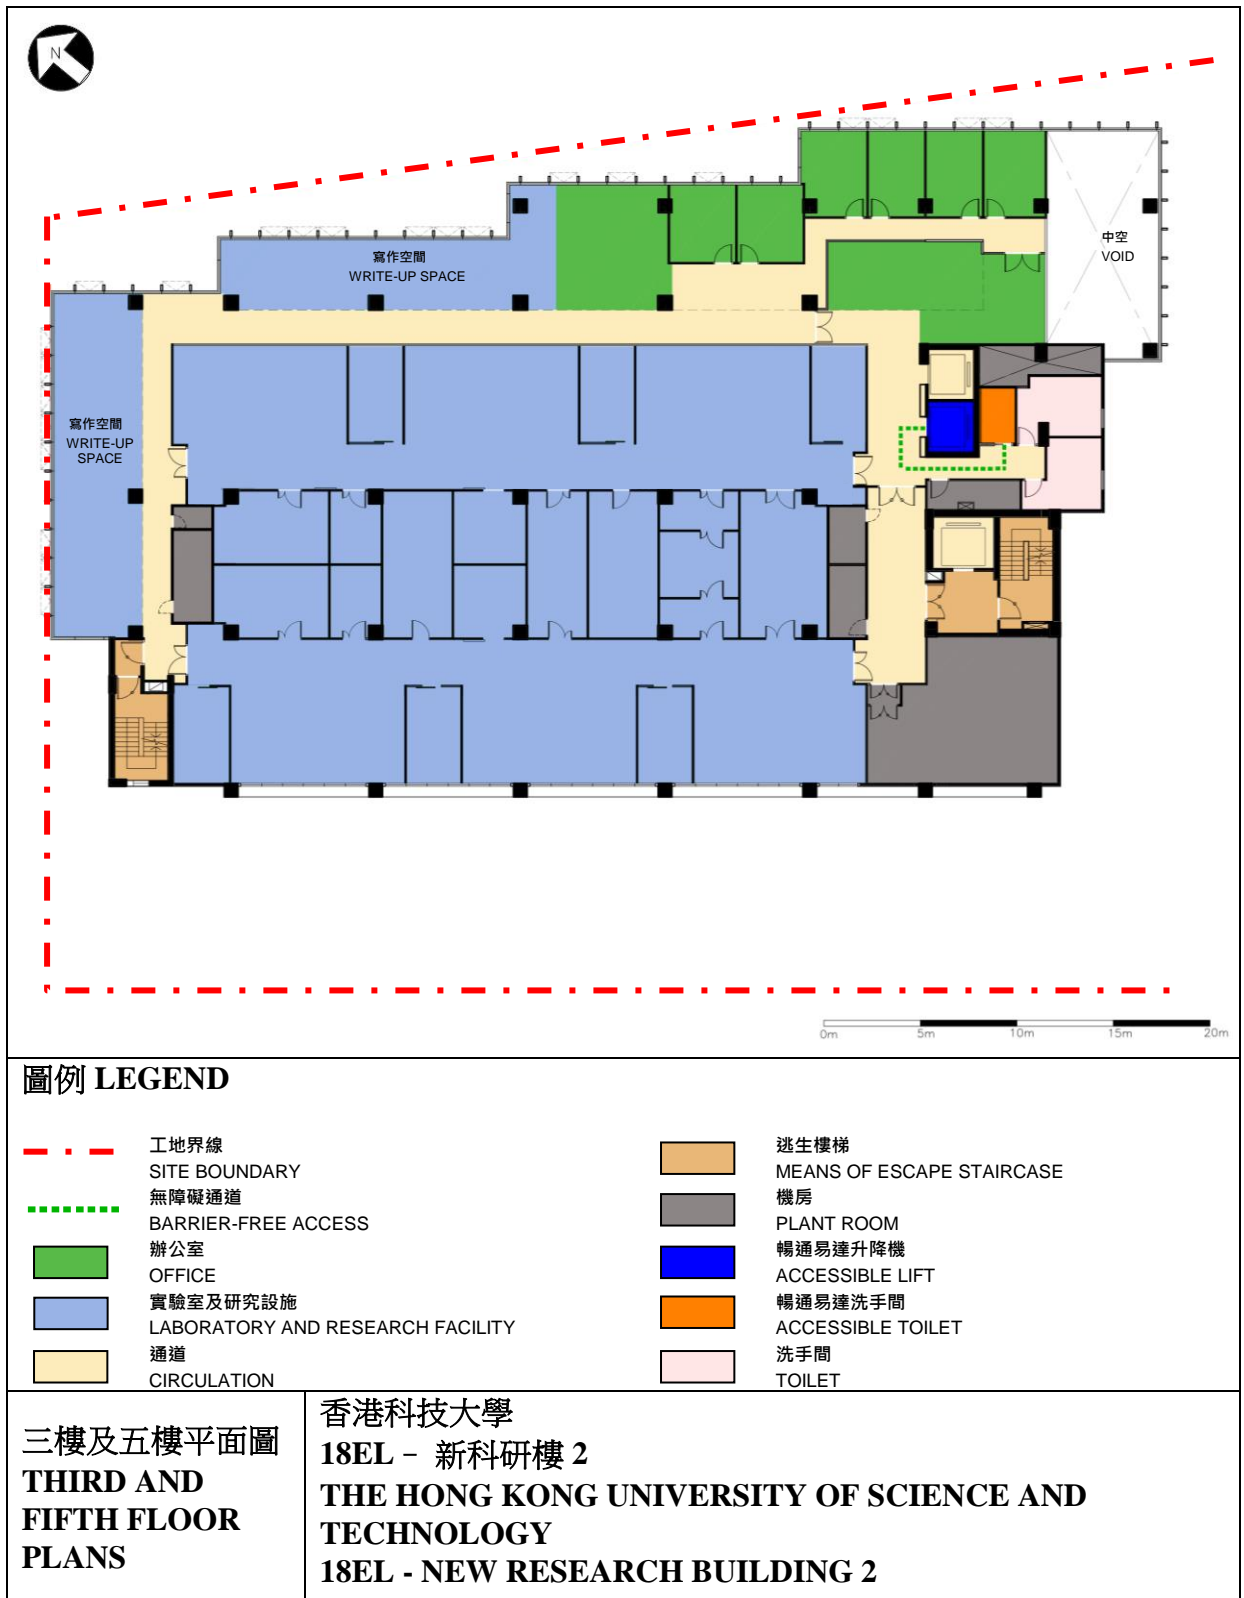 N
中空
VOID
寫作空間
WRITE-UP SPACE
寫作空間
WRITE-UP
SPACE
0m
5m
10m
15m
20m
圖例 LEGEND
工地界線
SITE BOUNDARY
無障礙通道
BARRIER-FREE ACCESS
辦公室
OFFICE
實驗室及研究設施
LABORATORY AND RESEARCH FACILITY
通道
CIRCULATION
逃生樓梯
MEANS OF ESCAPE STAIRCASE
機房
PLANT ROOM
暢通易達升降機
ACCESSIBLE LIFT
暢通易達洗手間
ACCESSIBLE TOILET
洗手間
TOILET
三樓及五樓平面圖
THIRD AND
FIFTH FLOOR
PLANS
香港科技大學
18EL – 新科研樓 2
THE HONG KONG UNIVERSITY OF SCIENCE AND
TECHNOLOGY
18EL - NEW RESEARCH BUILDING 2